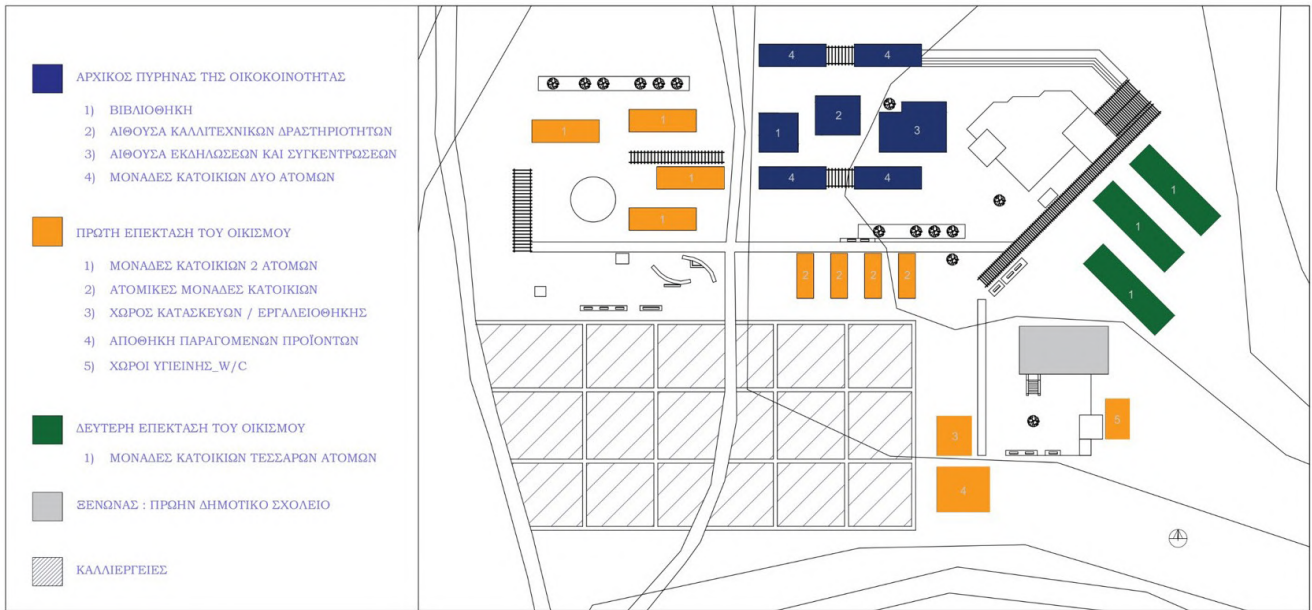 ΑΡΧΙΚΟΣ ΠΥΡΗΝΑΣ ΤΗΣ ΟΙΚΟΚΟΙΝΟΤΗΤΑΣ
1) ΒΙΒΛΙΟΘΗΚΗ
2) ΑΙΘΟΥΣΑ ΚΑΛΛΙΤΕΧΝΙΚΩΝ ΔΡΑΣΤΗΡΙΟΤΗΤΩΝ
3) ΑΙΘΟΥΣΑ ΕΚΔΗΛΩΣΕΩΝ ΚΑΙ ΣΥΓΚΕΝΤΡΩΣΕΩΝ
4) ΜΟΝΑΔΕΣ ΚΑΤΟΙΚΙΩΝ ΔΥΟ ΑΤΟΜΩΝ
ΠΡΩΤΗ ΕΠΕΚΤΑΣΗ ΤΟΥ ΟΙΚΙΣΜΟΥ
1) ΜΟΝΑΔΕΣ ΚΑΤΟΙΚΙΩΝ 2 ΑΤΟΜΩΝ
2) ΑΤΟΜΙΚΕΣ ΜΟΝΑΔΕΣ ΚΑΤΟΙΚΙΩΝ
3) ΧΩΡΟΣ ΚΑΤΑΣΚΕΥΩΝ / ΕΡΓΑΛΕΙΟΘΗΚΗΣ
4) ΑΠΟΘΗΚΗ ΠΑΡΑΓΟΜΕΝΩΝ ΠΡΟΪΟΝΤΩΝ
5) ΧΩΡΟΙ ΥΓΙΕΙΝΗΣ_W/C
ΔΕΥΤΕΡΗ ΕΠΕΚΤΑΣΗ ΤΟΥ ΟΙΚΙΣΜΟΥ
1) ΜΟΝΑΔΕΣ ΚΑΤΟΙΚΙΩΝ ΤΕΣΣΑΡΩΝ ΑΤΟΜΩΝ
ΞΕΝΩΝΑΣ : ΠΡΩΗΝ ΔΗΜΟΤΙΚΟ ΣΧΟΛΕΙΟ
ΚΑΛΛΙΕΡΓΕΙΕΣ
4 4
1 1 1 2 3
1 4 4 1
1 1
2 2 2 2 1
3 5
4